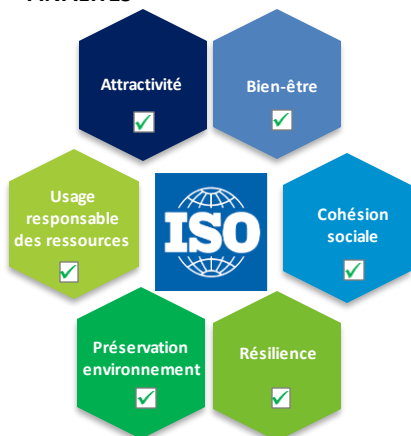 Attractivité
Bien-être
Usage
responsable
des ressources
ISO
Cohésion
sociale
Préservation
environnement
Résilience